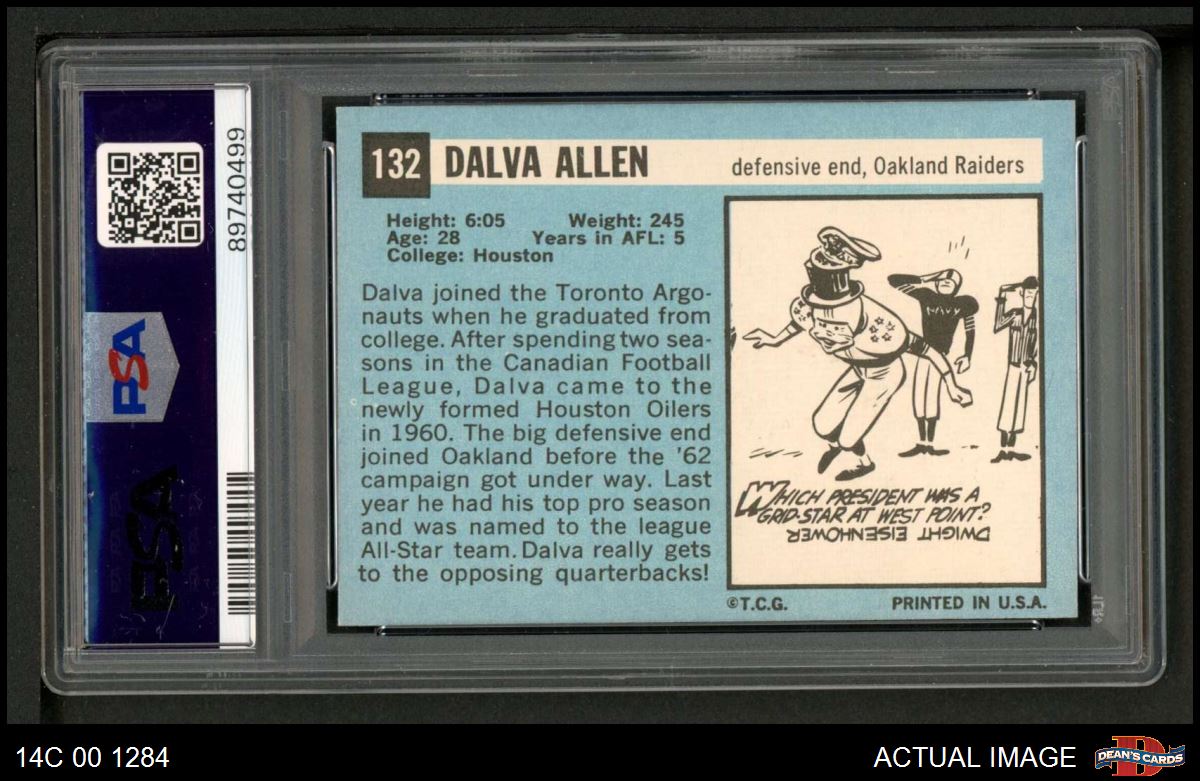 89740499
PSA
PSA
132 DALVA ALLEN defensive end, Oakland Raiders
Height: 6:05 Weight: 245
Age: 28 Years in AFL: 5
College: Houston
Dalva joined the Toronto Argo-
nauts when he graduated from
college. After spending two sea-
sons in the Canadian Football
League, Dalva came to the
newly formed Houston Oilers
in 1960. The big defensive end
joined Oakland before the '62
campaign got under way. Last
year he had his top pro season
and was named to the league
All-Star team. Dalva really gets
to the opposing quarterbacks!
NAVY
WHICH PRESIDENT WAS A
GRID-STAR AT WEST POINT?
DWIGHT EISENHOWER
©T.C.G. PRINTED IN U.S.A.
14C 00 1284
ACTUAL IMAGE
DEAN'S CARDS